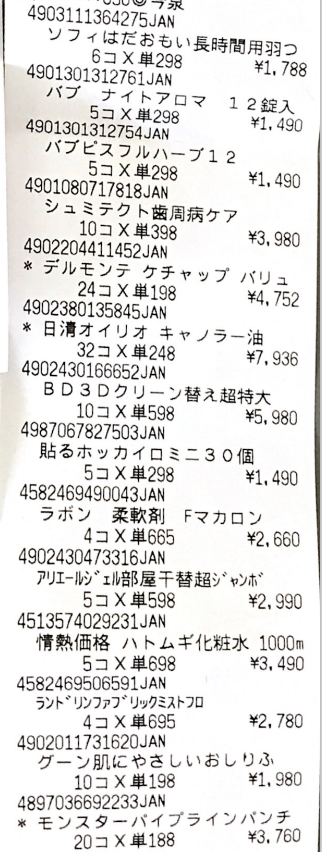 今泉
4903111364275JAN
ソフィはだおもい長時間用羽つ
6コX単298 ¥1,788
4901301312761JAN
バブ ナイトアロマ 12錠入
5コX単298 ¥1,490
4901301312754JAN
バブピスフルハーブ12
5コX単298 ¥1,490
4901080717818JAN
シュミテクト歯周病ケア
10コX単398 ¥3,980
4902204411452JAN
* デルモンテ ケチャップ バリュ
24コX単198 ¥4,752
4902380135845JAN
* 日清オイリオ キャノラー油
32コX単248 ¥7,936
4902430166652JAN
BD3Dクリーン替え超特大
10コX単598 ¥5,980
4987067827503JAN
貼るホッカイロミニ30個
5コX単298 ¥1,490
4582469490043JAN
ラボン 柔軟剤 Fマカロン
4コX単665 ¥2,660
4902430473316JAN
アリエールジェル部屋干替超ジャンボ
5コX単598 ¥2,990
4513574029231JAN
情熱価格 ハトムギ化粧水 1000m
5コX単698 ¥3,490
4582469506591JAN
ランドリンファブリックミストフロ
4コX単695 ¥2,780
4902011731620JAN
グーン肌にやさしいおしりふ
10コX単198 ¥1,980
4897036692233JAN
* モンスターパイプラインパンチ
20コX単188 ¥3,760